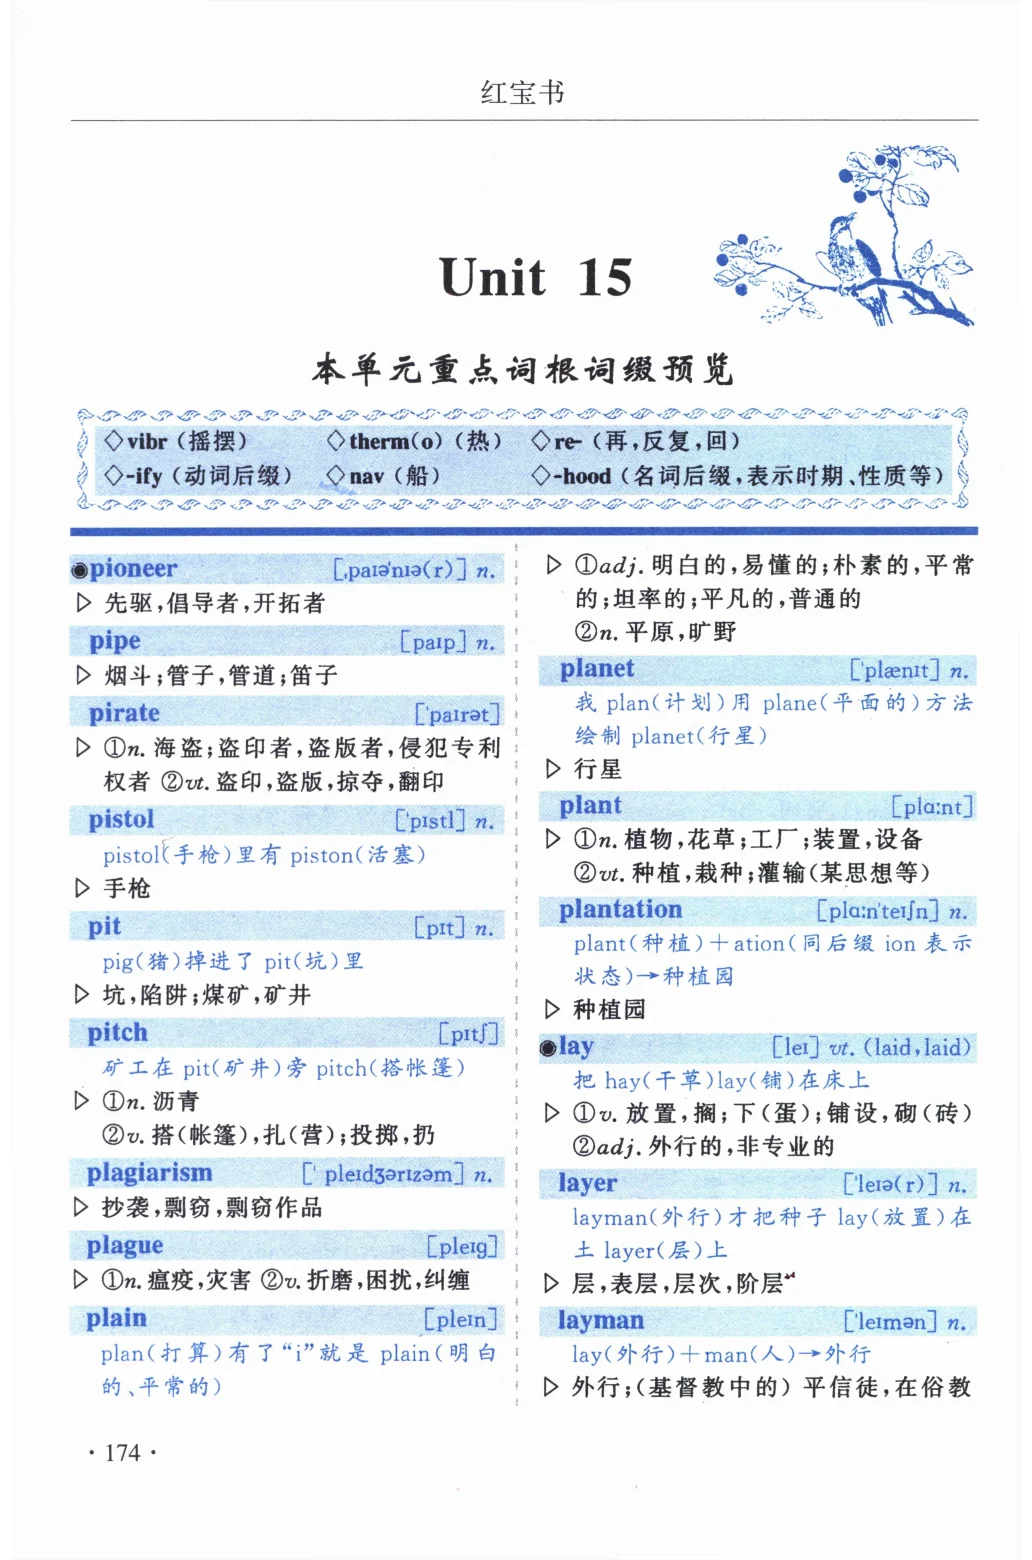 红宝书
Unit 15
本单元重点词根词缀预览
◇vibr（摇摆） ◇therm(o)（热） ◇re-（再,反复,回）
◇-ify（动词后缀） ◇nav（船） ◇-hood（名词后缀,表示时期、性质等）
●pioneer [ˌpaɪəˈnɪə(r)] n.
▷ 先驱,倡导者,开拓者
pipe [paɪp] n.
▷ 烟斗;管子,管道;笛子
pirate [ˈpaɪrət]
▷ ①n. 海盗;盗印者,盗版者,侵犯专利
权者 ②vt. 盗印,盗版,掠夺,翻印
pistol [ˈpɪstl] n.
pistol(手枪)里有 piston(活塞)
▷ 手枪
pit [pɪt] n.
pig(猪)掉进了 pit(坑)里
▷ 坑,陷阱;煤矿,矿井
pitch [pɪtʃ]
矿工在 pit(矿井)旁 pitch(搭帐篷)
▷ ①n. 沥青
②v. 搭(帐篷),扎(营);投掷,扔
plagiarism [ˈpleɪdʒərɪzəm] n.
▷ 抄袭,剽窃,剽窃作品
plague [pleɪg]
▷ ①n. 瘟疫,灾害 ②v. 折磨,困扰,纠缠
plain [pleɪn]
plan(打算)有了“i”就是 plain(明白
的、平常的)
▷ ①adj. 明白的,易懂的;朴素的,平常
的;坦率的;平凡的,普通的
②n. 平原,旷野
planet [ˈplænɪt] n.
我 plan(计划)用 plane(平面的)方法
绘制 planet(行星)
▷ 行星
plant [plɑːnt]
▷ ①n. 植物,花草;工厂;装置,设备
②vt. 种植,栽种;灌输(某思想等)
plantation [plɑːnˈteɪʃn] n.
plant(种植)＋ation(同后缀 ion 表示
状态)→种植园
▷ 种植园
●lay [leɪ] vt. (laid,laid)
把 hay(干草)lay(铺)在床上
▷ ①v. 放置,搁;下(蛋);铺设,砌(砖)
②adj. 外行的,非专业的
layer [ˈleɪə(r)] n.
layman(外行)才把种子 lay(放置)在
土 layer(层)上
▷ 层,表层,层次,阶层
layman [ˈleɪmən] n.
lay(外行)＋man(人)→外行
▷ 外行;(基督教中的) 平信徒,在俗教
· 174 ·